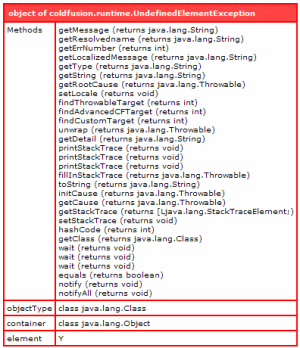 object of coldfusion.runtime.UndefinedElementException
Methods
getMessage (returns java.lang.String)
getResolvedname (returns java.lang.String)
getErrNumber (returns int)
getLocalizedMessage (returns java.lang.String)
getType (returns java.lang.String)
getString (returns java.lang.String)
getRootCause (returns java.lang.Throwable)
setLocale (returns void)
findThrowableTarget (returns int)
findAdvancedCFTarget (returns int)
findCustomTarget (returns int)
unwrap (returns java.lang.Throwable)
getDetail (returns java.lang.String)
printStackTrace (returns void)
printStackTrace (returns void)
printStackTrace (returns void)
fillInStackTrace (returns java.lang.Throwable)
toString (returns java.lang.String)
initCause (returns java.lang.Throwable)
getCause (returns java.lang.Throwable)
getStackTrace (returns [Ljava.lang.StackTraceElement;)
setStackTrace (returns void)
hashCode (returns int)
getClass (returns java.lang.Class)
wait (returns void)
wait (returns void)
wait (returns void)
equals (returns boolean)
notify (returns void)
notifyAll (returns void)
objectType class java.lang.Class
container class java.lang.Object
element Y